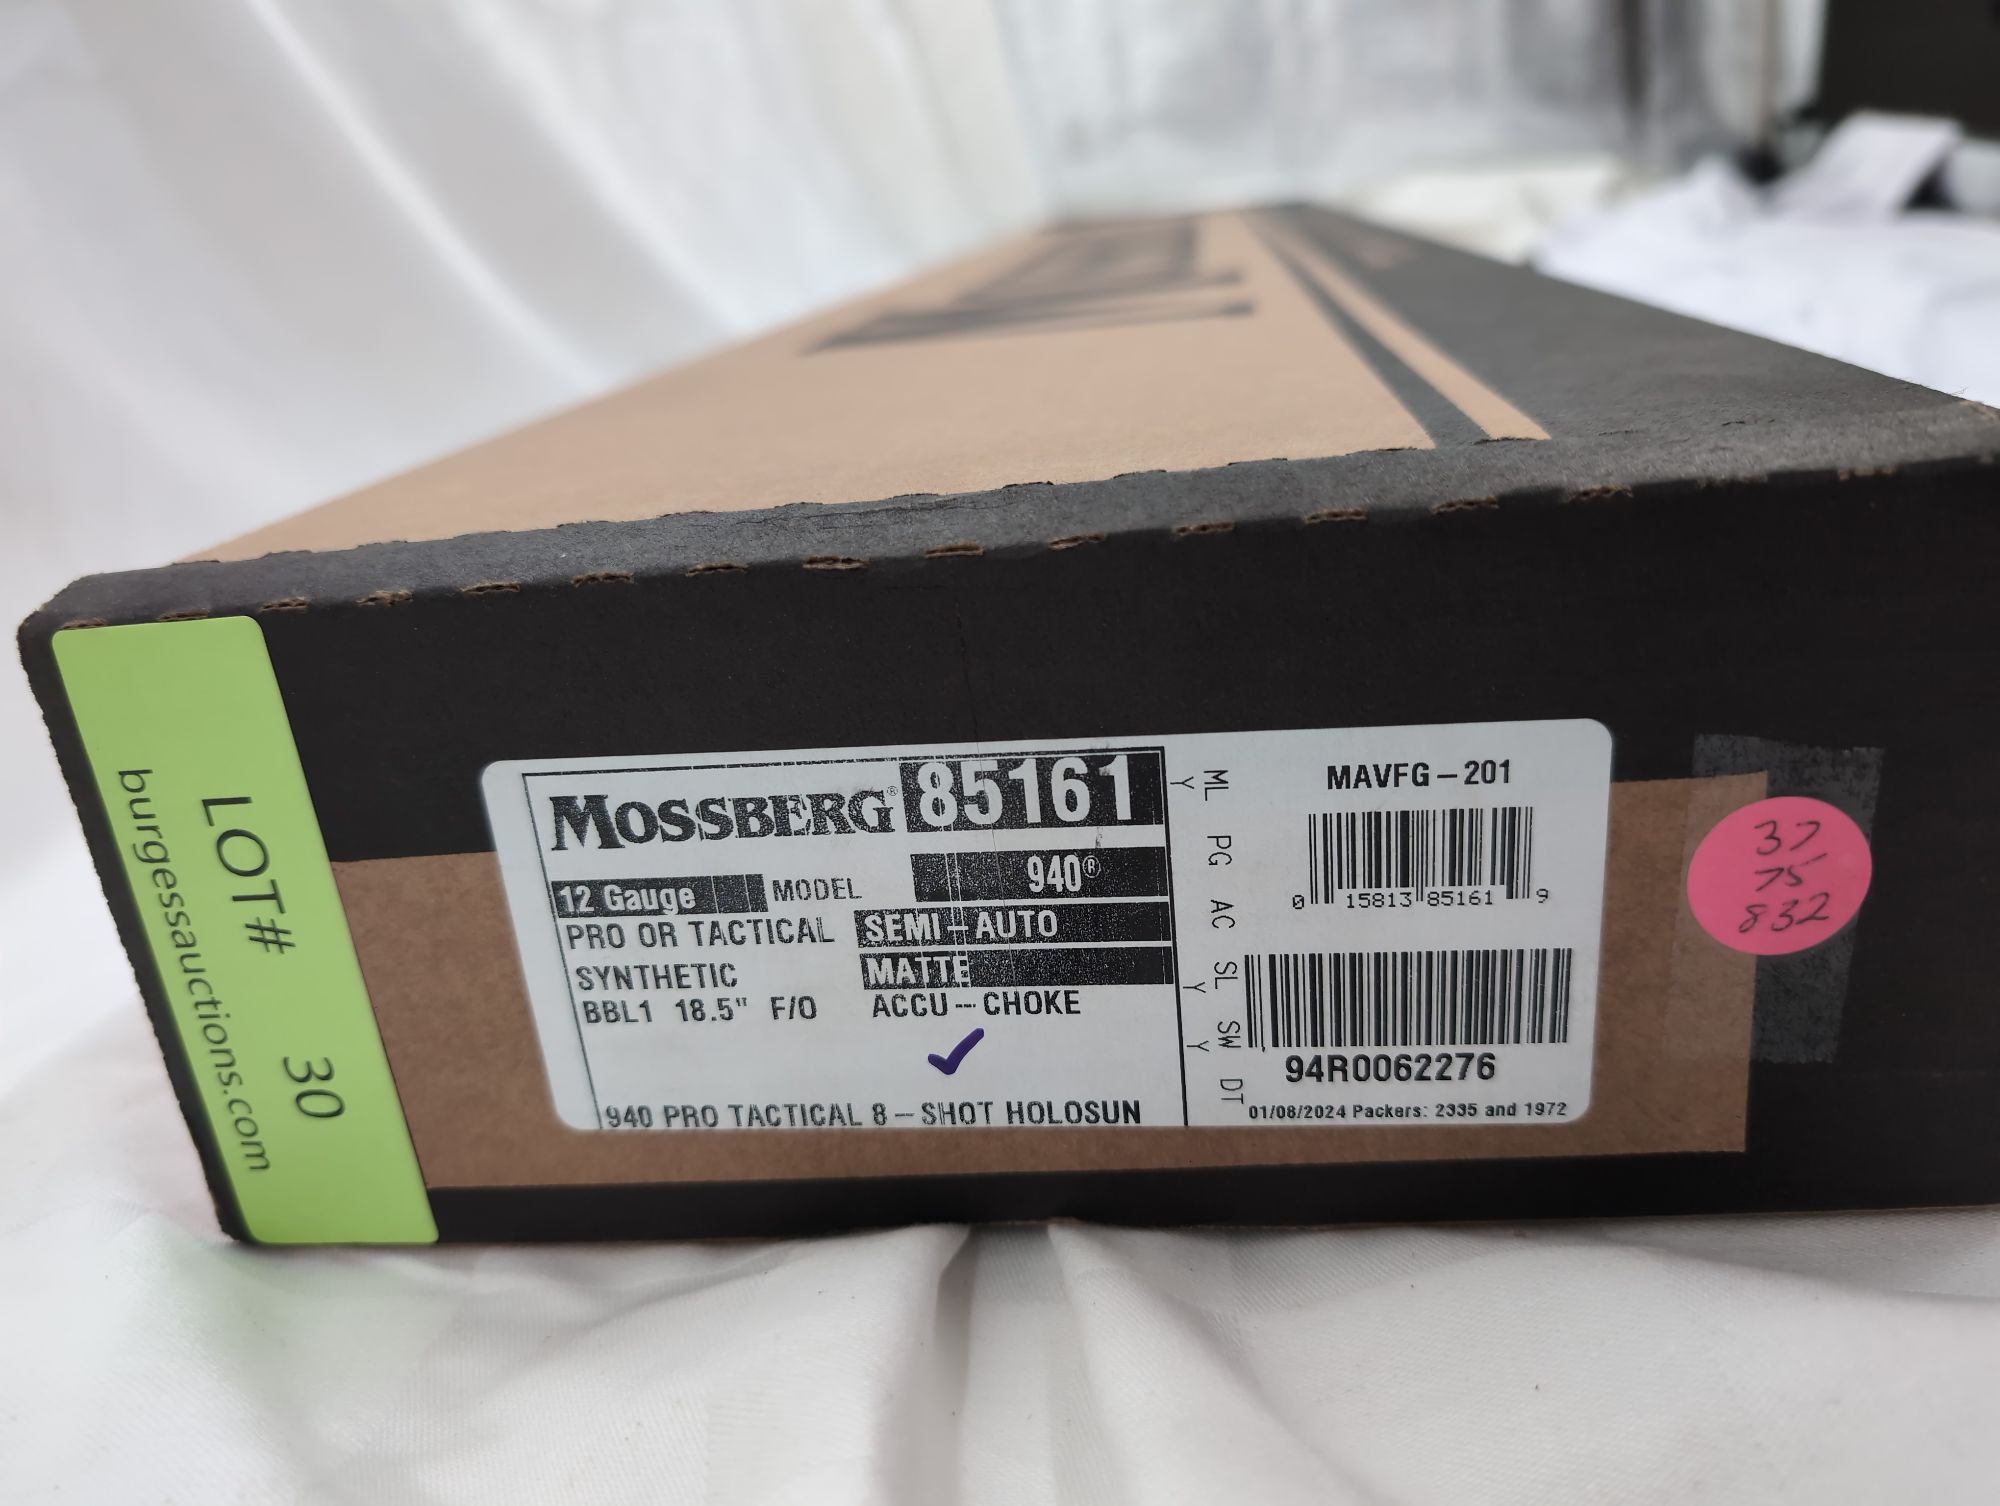 LOT# 30
burgessauctions.com
MOSSBERG® 85161
12 Gauge MODEL 940®
PRO OR TACTICAL SEMI-AUTO
SYNTHETIC MATTE
BBL1 18.5" F/O ACCU-CHOKE
940 PRO TACTICAL 8-SHOT HOLOSUN
ML PG AC SL SW DT
Y Y Y
MAVFG-201
0 15813 85161 9
94R0062276
01/08/2024 Packers: 2335 and 1972
37
75
832